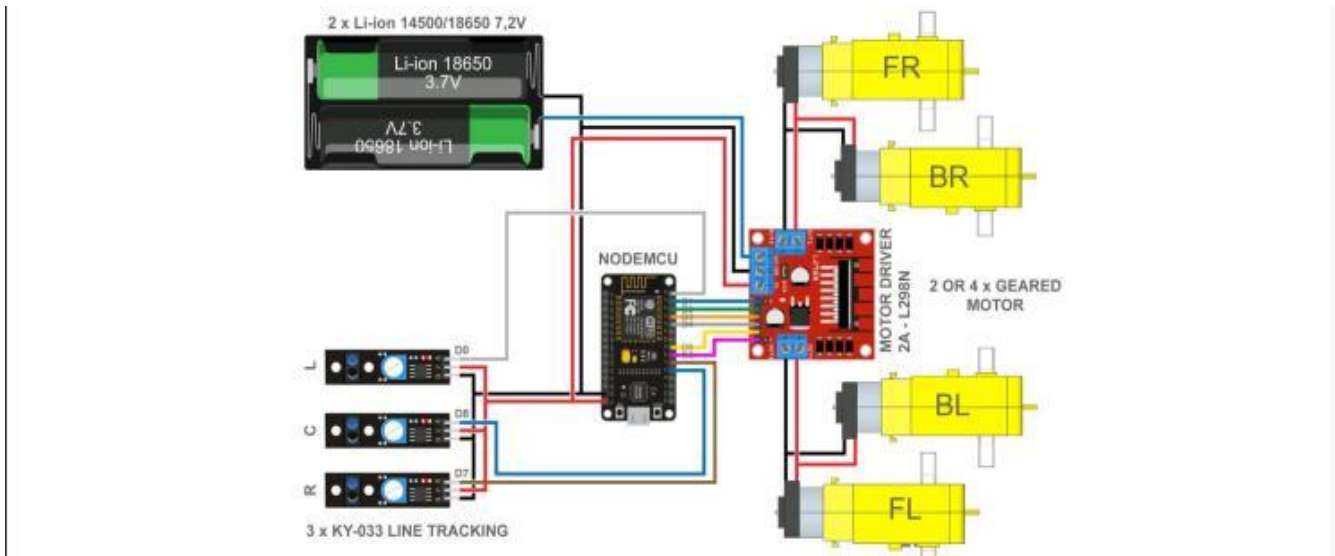 2 x Li-ion 14500/18650 7,2V
Li-ion 18650
3.7V
Li-ion 18650
3.7V
FR
BR
NODEMCU
MOTOR DRIVER
2A - L298N
2 OR 4 x GEARED
MOTOR
L
D0
C
D8
R
D7
BL
FL
3 x KY-033 LINE TRACKING